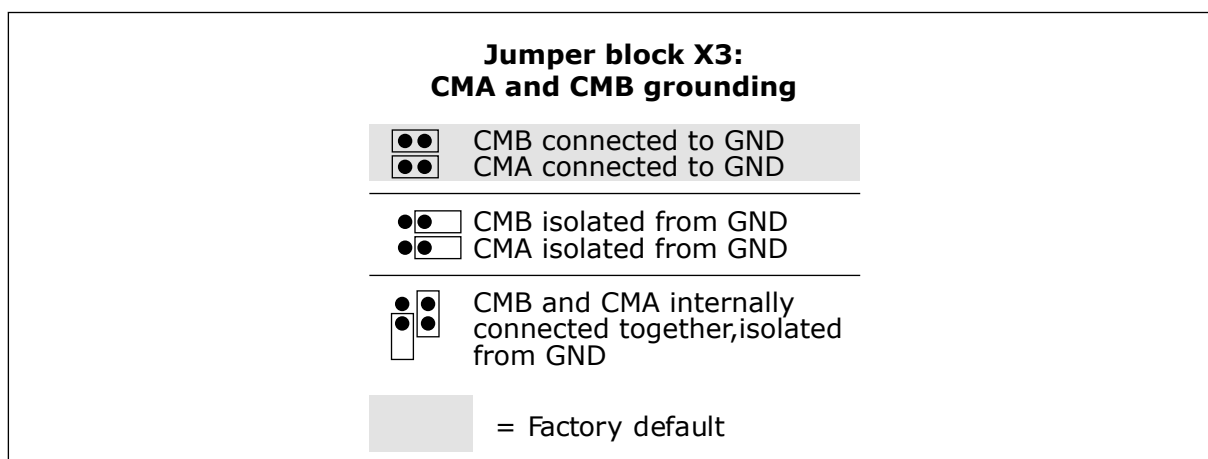 Jumper block X3:
CMA and CMB grounding
CMB connected to GND
CMA connected to GND
CMB isolated from GND
CMA isolated from GND
CMB and CMA internally
connected together,isolated
from GND
= Factory default